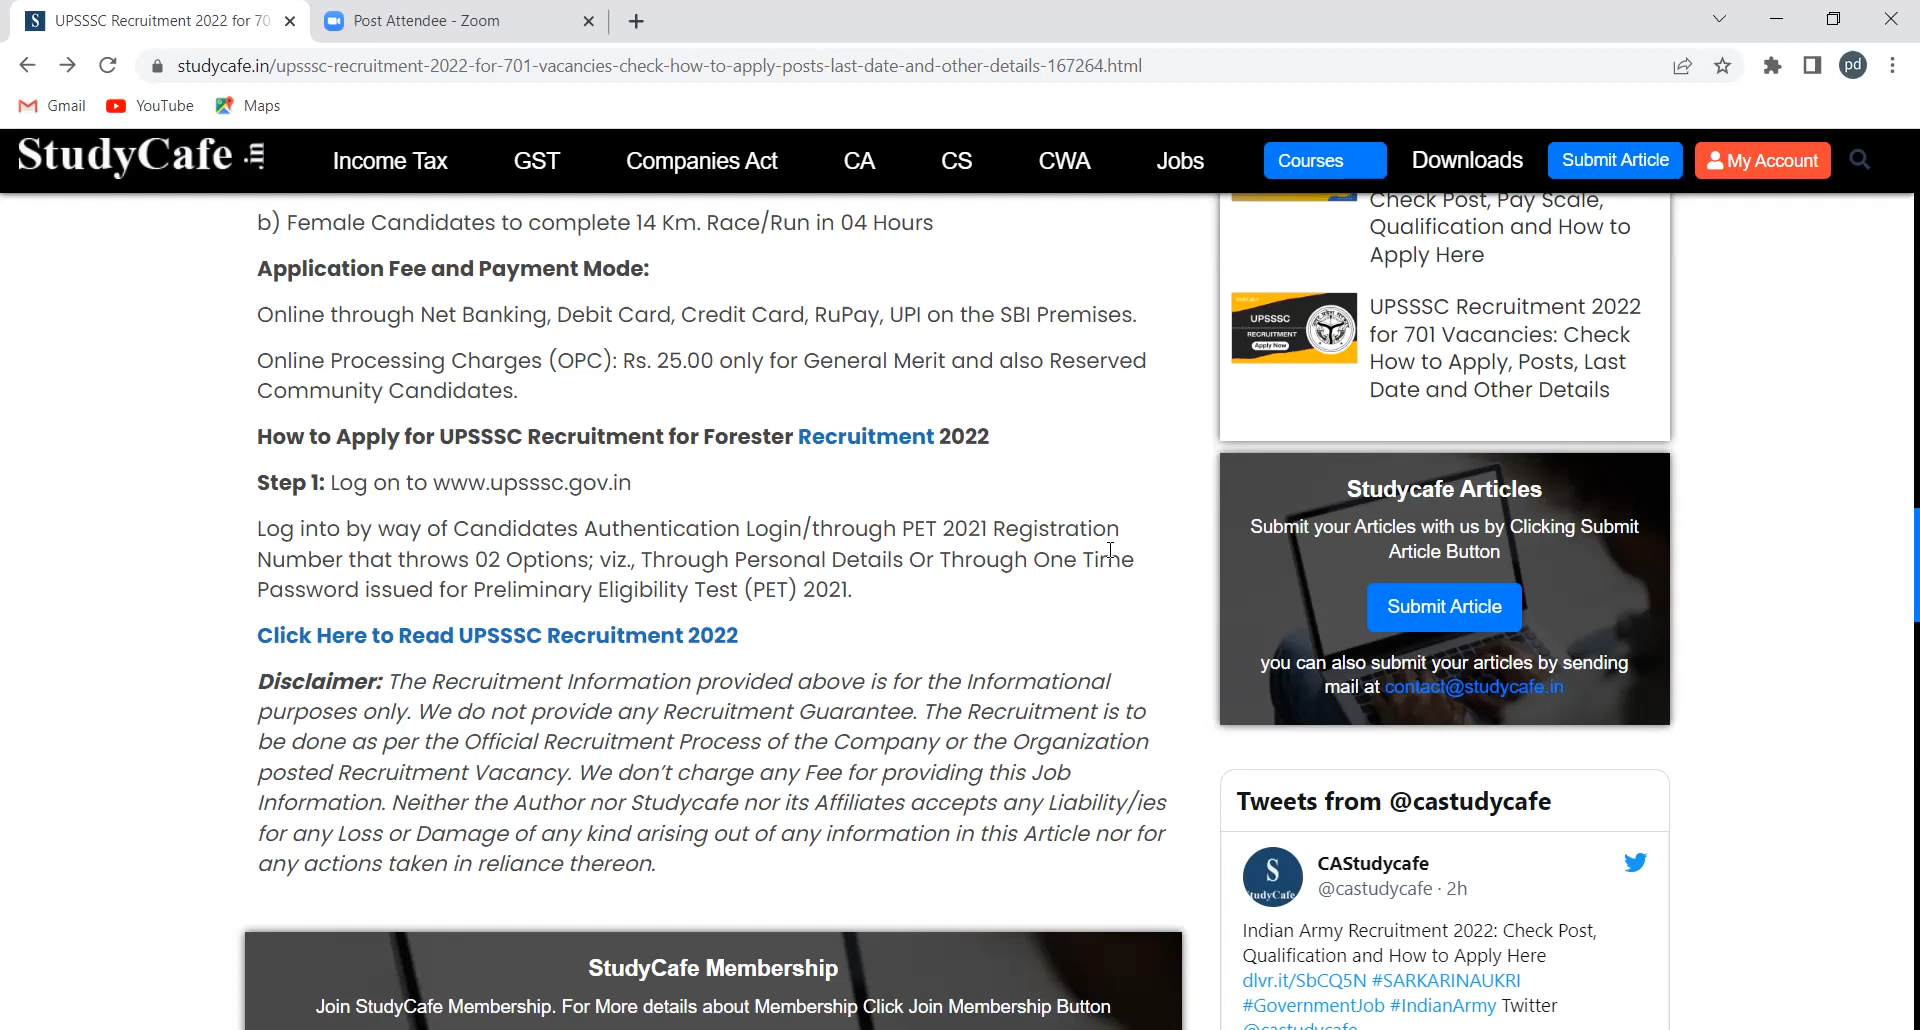 UPSSSC Recruitment 2022 for 70
Post Attendee - Zoom
studycafe.in/upsssc-recruitment-2022-for-701-vacancies-check-how-to-apply-posts-last-date-and-other-details-167264.html
pd
Gmail
YouTube
Maps
StudyCafe .in
Income Tax
GST
Companies Act
CA
CS
CWA
Jobs
Courses
Downloads
Submit Article
My Account
b) Female Candidates to complete 14 Km. Race/Run in 04 Hours
Application Fee and Payment Mode:
Online through Net Banking, Debit Card, Credit Card, RuPay, UPI on the SBI Premises.
Online Processing Charges (OPC): Rs. 25.00 only for General Merit and also Reserved
Community Candidates.
How to Apply for UPSSSC Recruitment for Forester Recruitment 2022
Step 1: Log on to www.upsssc.gov.in
Log into by way of Candidates Authentication Login/through PET 2021 Registration
Number that throws 02 Options; viz., Through Personal Details Or Through One Time
Password issued for Preliminary Eligibility Test (PET) 2021.
Click Here to Read UPSSSC Recruitment 2022
Disclaimer: The Recruitment Information provided above is for the Informational
purposes only. We do not provide any Recruitment Guarantee. The Recruitment is to
be done as per the Official Recruitment Process of the Company or the Organization
posted Recruitment Vacancy. We don't charge any Fee for providing this Job
Information. Neither the Author nor Studycafe nor its Affiliates accepts any Liability/ies
for any Loss or Damage of any kind arising out of any information in this Article nor for
any actions taken in reliance thereon.
StudyCafe Membership
Join StudyCafe Membership. For More details about Membership Click Join Membership Button
Check Post, Pay Scale,
Qualification and How to
Apply Here
UPSSSC
RECRUITMENT
Apply Now
UPSSSC Recruitment 2022
for 701 Vacancies: Check
How to Apply, Posts, Last
Date and Other Details
Studycafe Articles
Submit your Articles with us by Clicking Submit
Article Button
Submit Article
you can also submit your articles by sending
mail at contact@studycafe.in
Tweets from @castudycafe
S
StudyCafe
CAStudycafe
@castudycafe · 2h
Indian Army Recruitment 2022: Check Post,
Qualification and How to Apply Here
dlvr.it/SbCQ5N #SARKARINAUKRI
#GovernmentJob #IndianArmy Twitter
@castudycafe